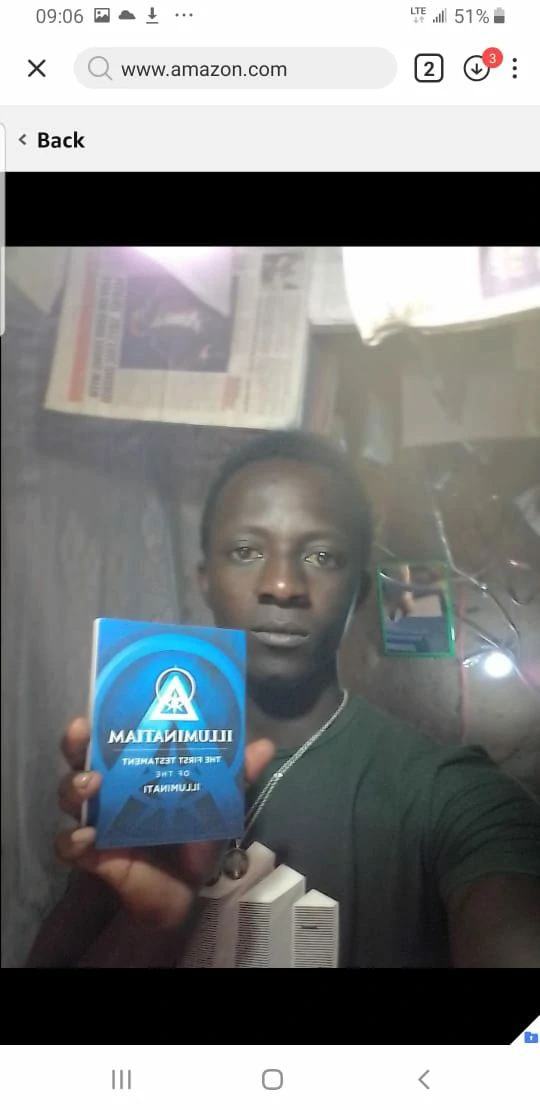 09:06
LTE
51%
www.amazon.com
2
3
Back
ILLUMINATIAM
THE FIRST TESTAMENT
OF THE
ILLUMINATI